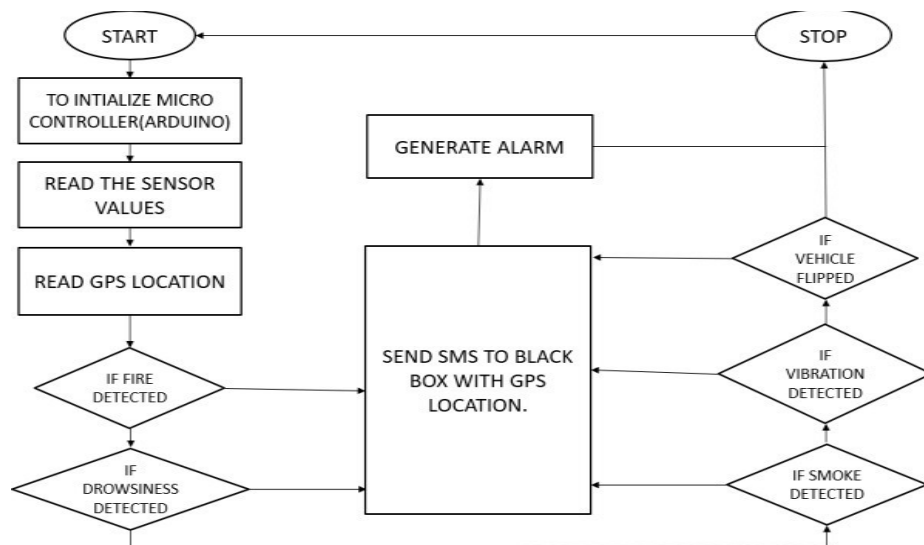 START
TO INTIALIZE MICRO
CONTROLLER(ARDUINO)
READ THE SENSOR
VALUES
READ GPS LOCATION
IF FIRE
DETECTED
IF
DROWSINESS
DETECTED
SEND SMS TO BLACK
BOX WITH GPS
LOCATION.
GENERATE ALARM
STOP
IF
VEHICLE
FLIPPED
IF
VIBRATION
DETECTED
IF SMOKE
DETECTED